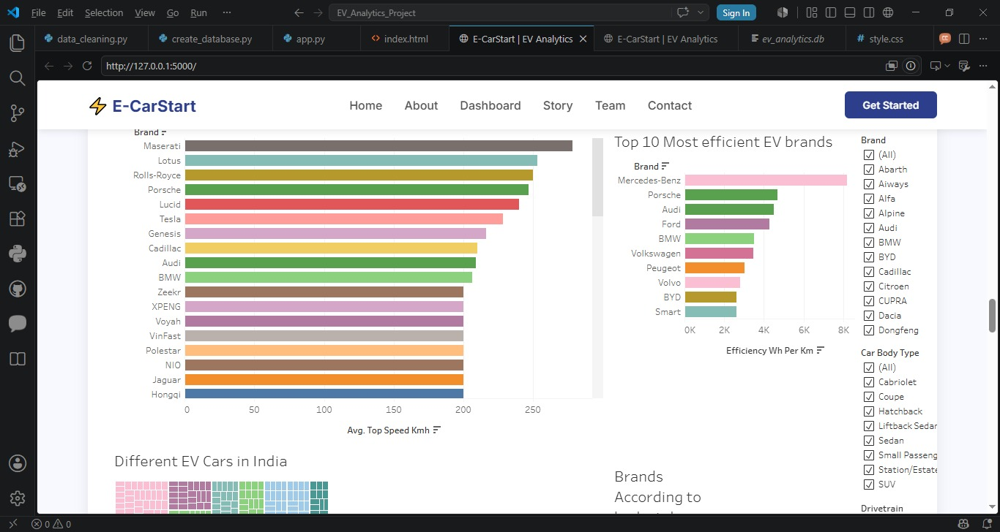 File Edit Selection View Go Run ··· EV_Analytics_Project Sign In
data_cleaning.py create_database.py app.py index.html E-CarStart | EV Analytics E-CarStart | EV Analytics ev_analytics.db style.css
http://127.0.0.1:5000/
E-CarStart Home About Dashboard Story Team Contact Get Started
Brand
Maserati
Lotus
Rolls-Royce
Porsche
Lucid
Tesla
Genesis
Cadillac
Audi
BMW
Zeekr
XPENG
Voyah
VinFast
Polestar
NIO
Jaguar
Hongqi
0 50 100 150 200 250
Avg. Top Speed Kmh
Top 10 Most efficient EV brands
Brand
Mercedes-Benz
Porsche
Audi
Ford
BMW
Volkswagen
Peugeot
Volvo
BYD
Smart
0K 2K 4K 6K 8K
Efficiency Wh Per Km
Brand
(All)
Abarth
Aiways
Alfa
Alpine
Audi
BMW
BYD
Cadillac
Citroen
CUPRA
Dacia
Dongfeng
Car Body Type
(All)
Cabriolet
Coupe
Hatchback
Liftback Sedan
Sedan
Small Passeng
Station/Estate
SUV
Drivetrain
Different EV Cars in India
Brands
According to
0 0